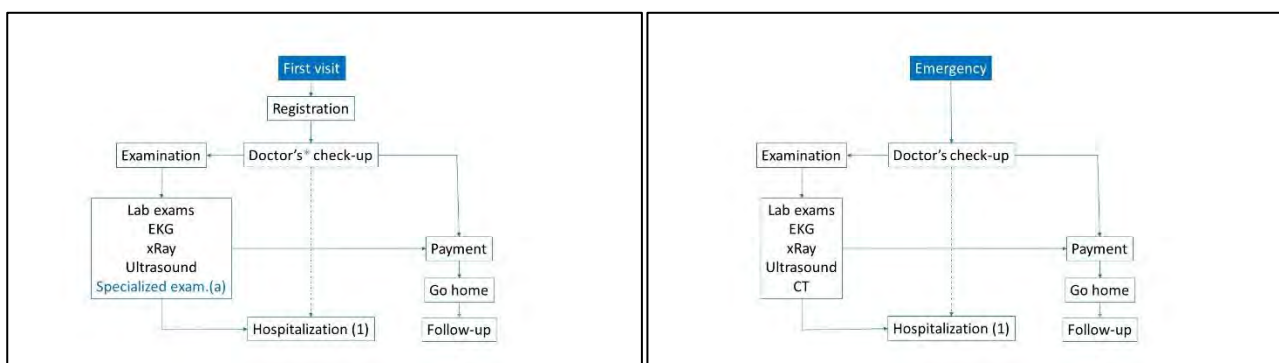 First visit
Registration
Examination
Doctor's* check-up
Lab exams
EKG
xRay
Ultrasound
Specialized exam.(a)
Payment
Go home
Hospitalization (1)
Follow-up
Emergency
Examination
Doctor's check-up
Lab exams
EKG
xRay
Ultrasound
CT
Payment
Go home
Hospitalization (1)
Follow-up